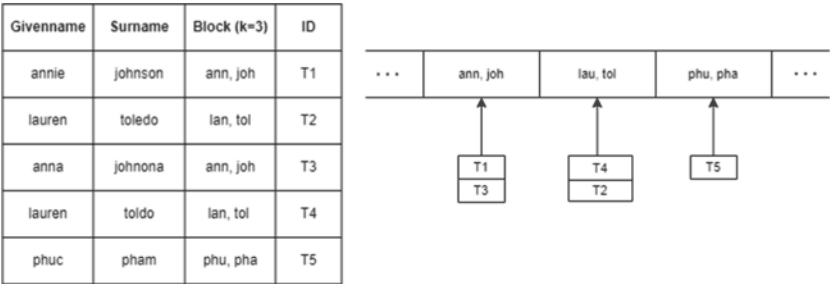 Givenname Surname Block (k=3) ID
annie johnson ann, joh T1
lauren toledo lan, tol T2
anna johnona ann, joh T3
lauren toldo lan, tol T4
phuc pham phu, pha T5
... ann, joh lau, tol phu, pha ...
T1 T4 T5
T3 T2